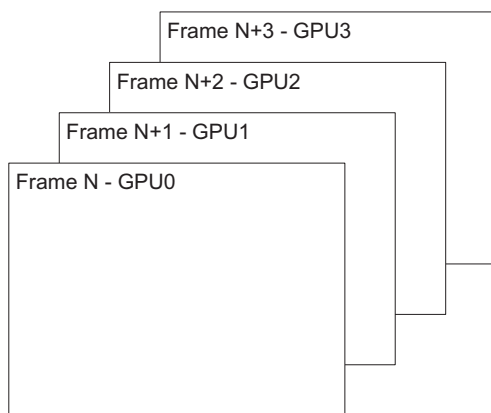 Frame N+3 - GPU3
Frame N+2 - GPU2
Frame N+1 - GPU1
Frame N - GPU0